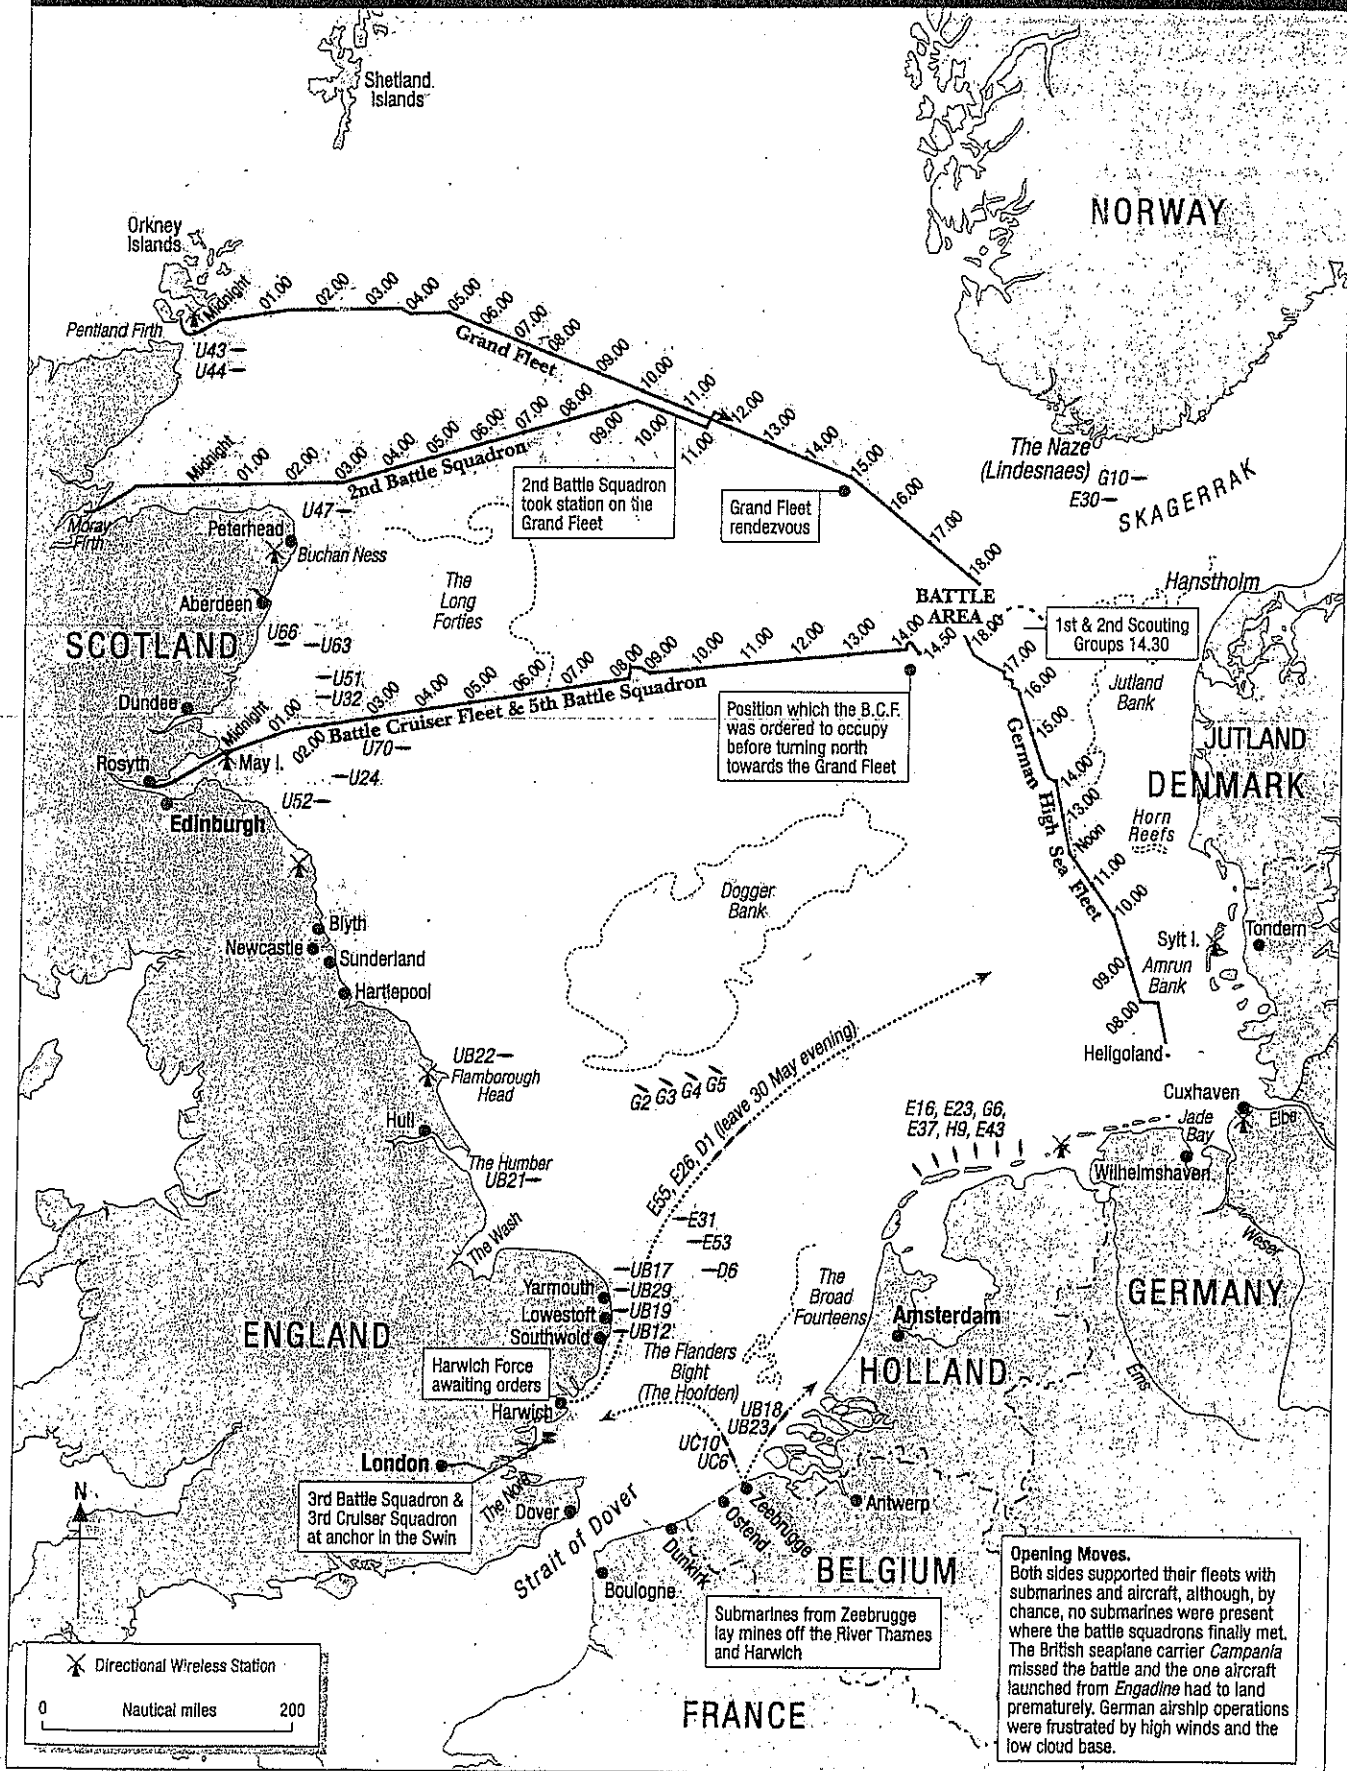 Shetland
Islands
NORWAY
Orkney
Islands
Pentland Firth
Midnight
01.00
02.00
03.00
04.00
05.00
06.00
07.00
08.00
09.00
10.00
11.00
12.00
13.00
14.00
15.00
16.00
17.00
18.00
Grand Fleet
U43
U44
Midnight
01.00
02.00
03.00
04.00
05.00
06.00
07.00
08.00
09.00
10.00
11.00
2nd Battle Squadron
2nd Battle Squadron
took station on the
Grand Fleet
Grand Fleet
rendezvous
The Naze
(Lindesnaes)
G10
E30
SKAGERRAK
Moray
Firth
U47
Peterhead
Buchan Ness
Aberdeen
The
Long
Forties
SCOTLAND
U66
U63
U51
U32
Dundee
BATTLE
AREA
Hanstholm
1st & 2nd Scouting
Groups 14.30
Midnight
01.00
02.00
03.00
04.00
05.00
06.00
07.00
08.00
09.00
10.00
11.00
12.00
13.00
14.00
14.50
Battle Cruiser Fleet & 5th Battle Squadron
18.00
17.00
16.00
15.00
14.00
13.00
Noon
11.00
10.00
09.00
08.00
German High Sea Fleet
Position which the B.C.F.
was ordered to occupy
before turning north
towards the Grand Fleet
Jutland
Bank
JUTLAND
DENMARK
Horn
Reefs
Rosyth
May I.
U70
U24
U52
Edinburgh
Dogger
Bank
Blyth
Newcastle
Sunderland
Hartlepool
Sylt I.
Tondern
Amrun
Bank
Heligoland
UB22
Flamborough
Head
G2 G3 G4 G5
E55, E26, D1 (leave 30 May evening)
E16, E23, G6,
E37, H9, E43
Cuxhaven
Jade
Bay
Elbe
Wilhelmshaven
Weser
Hull
The Humber
UB21
The Wash
E31
E53
D6
UB17
UB29
UB19
UB12
Yarmouth
Lowestoft
Southwold
The
Broad
Fourteens
Amsterdam
GERMANY
Ems
ENGLAND
HOLLAND
Harwich Force
awaiting orders
Harwich
The Flanders
Bight
(The Hoofden)
UB18
UB23
UC10
UC6
London
The Nore
Dover
3rd Battle Squadron &
3rd Cruiser Squadron
at anchor in the Swin
N
Strait of Dover
Zeebrugge
Ostend
Dunkirk
Antwerp
Boulogne
BELGIUM
Submarines from Zeebrugge
lay mines off the River Thames
and Harwich
FRANCE
Directional Wireless Station
0 Nautical miles 200
Opening Moves.
Both sides supported their fleets with
submarines and aircraft, although, by
chance, no submarines were present
where the battle squadrons finally met.
The British seaplane carrier Campania
missed the battle and the one aircraft
launched from Engadine had to land
prematurely. German airship operations
were frustrated by high winds and the
low cloud base.